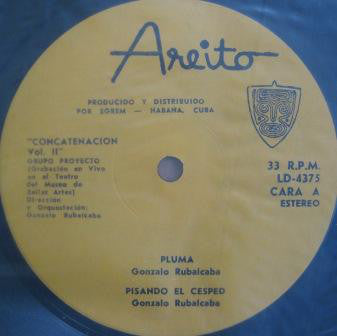 Areito
PRODUCIDO Y DISTRIBUIDO
POR EGREM — HABANA, CUBA
"CONCATENACION
Vol. II"
GRUPO PROYECTO
(Grabación en Vivo
en el Teatro
del Museo de
Bellas Artes)
Dirección
y Orquestación:
Gonzalo Rubalcaba
33 R.P.M.
LD-4375
CARA A
ESTEREO
PLUMA
Gonzalo Rubalcaba
PISANDO EL CESPED
Gonzalo Rubalcaba